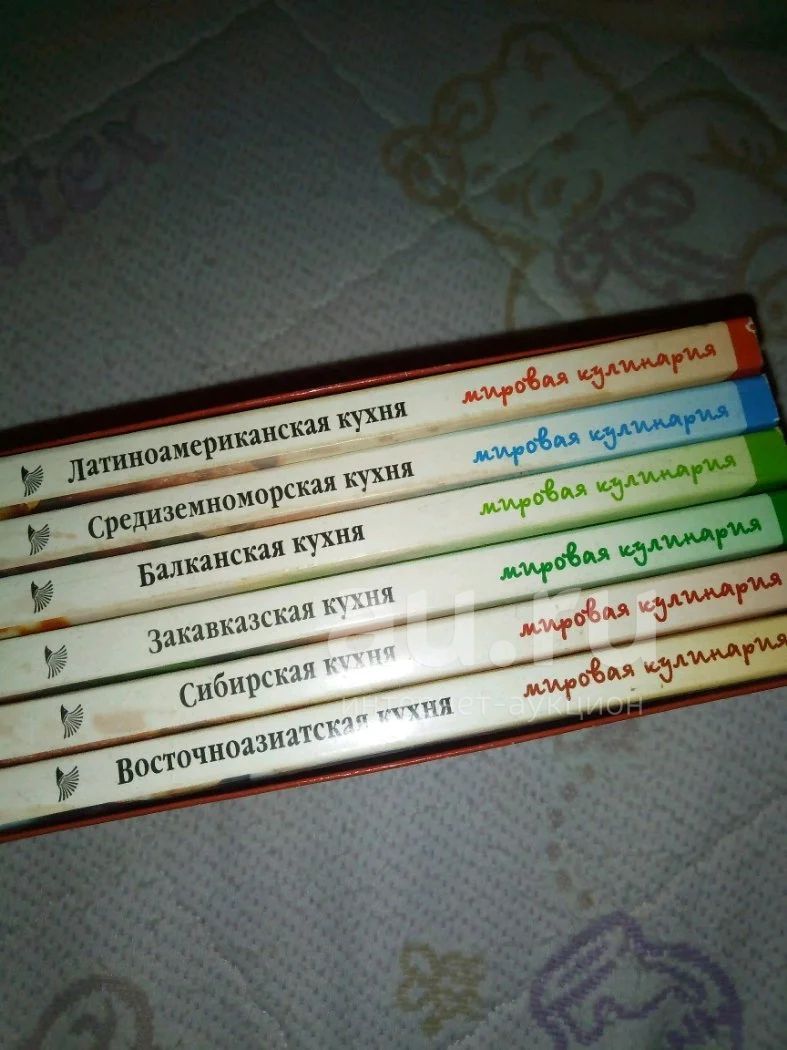 Латиноамериканская кухня мировая кулинария
Средиземноморская кухня мировая кулинария
Балканская кухня мировая кулинария
Закавказская кухня мировая кулинария
Сибирская кухня мировая кулинария
Восточноазиатская кухня мировая кулинария
au.ru
интернет-аукцион